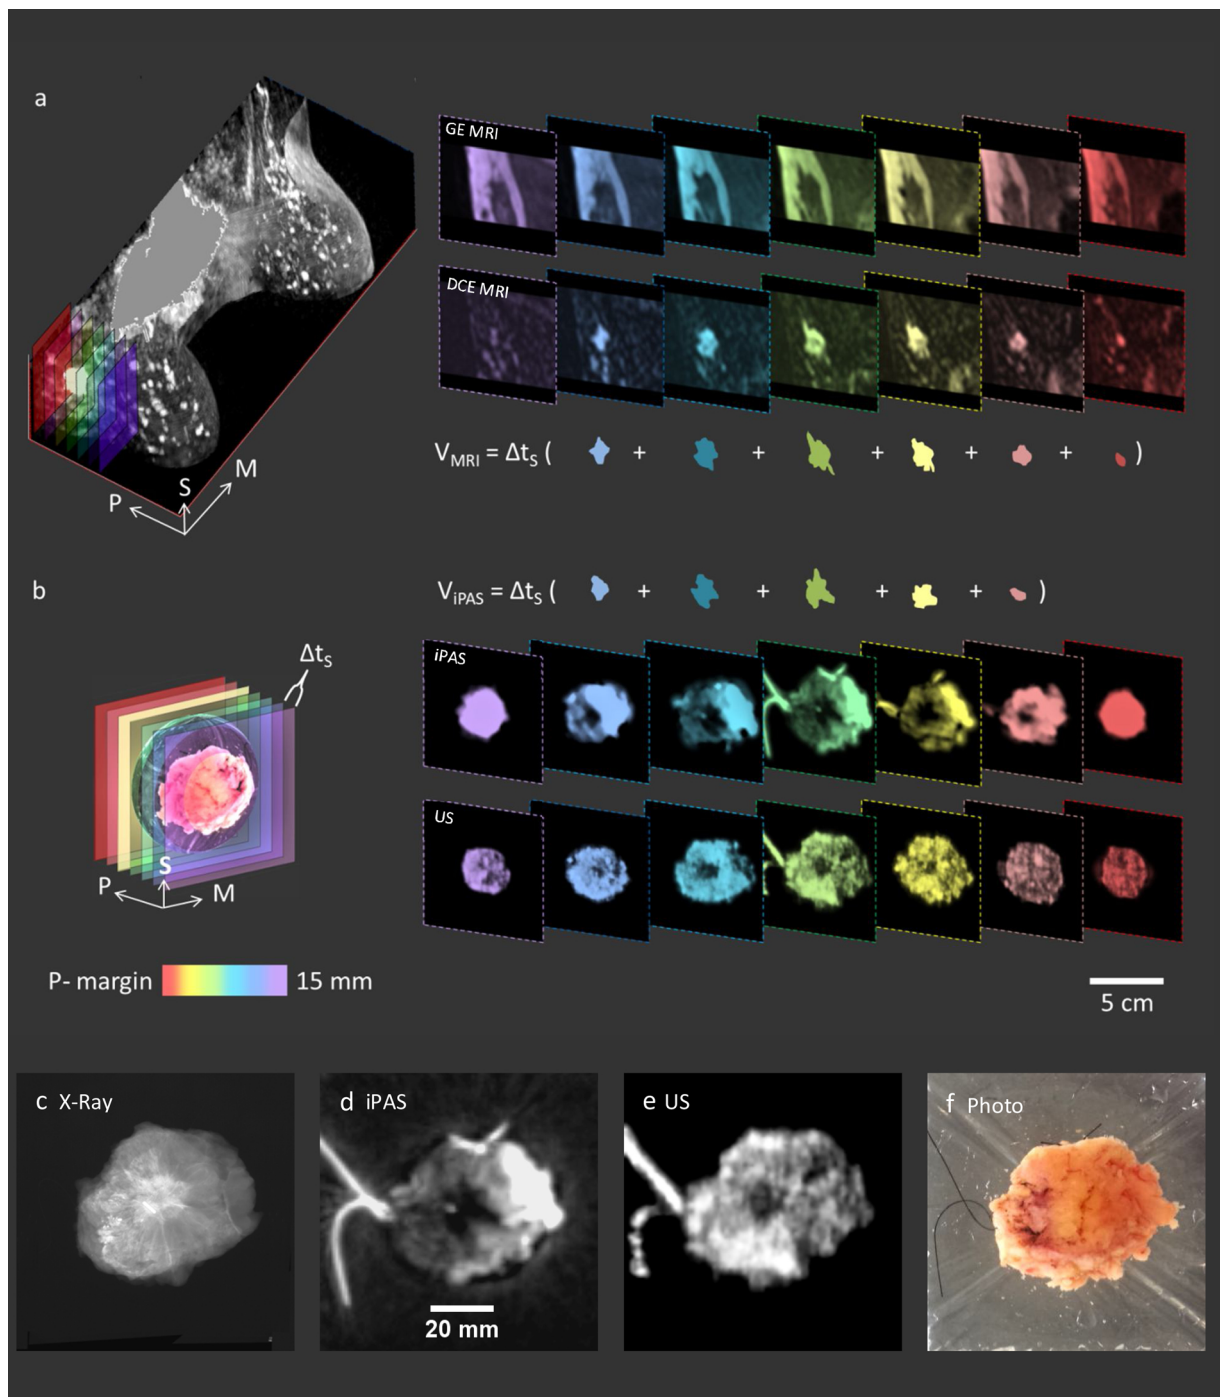 a
GE MRI
DCE MRI
V_MRI = Δt_S ( + + + + + )
P S M
b
V_iPAS = Δt_S ( + + + + )
Δt_S
iPAS
US
P S M
P- margin 15 mm
5 cm
c X-Ray
d iPAS
e US
f Photo
20 mm